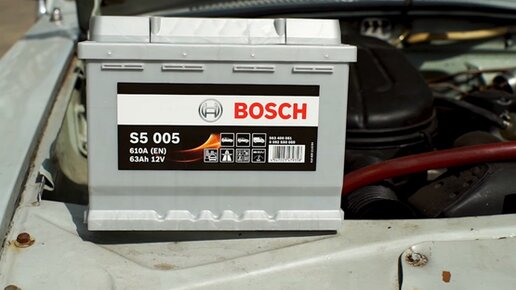 BOSCH
S5 005
610A (EN)
63Ah 12V